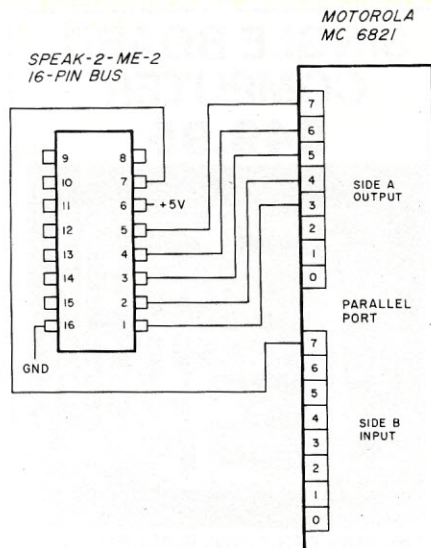 MOTOROLA
MC 6821
SPEAK-2-ME-2
16-PIN BUS
9 8
10 7
11 6 +5V
12 5
13 4
14 3
15 2
16 1
GND
7
6
5
4
3
2
1
0
SIDE A
OUTPUT
PARALLEL
PORT
7
6
5
4
3
2
1
0
SIDE B
INPUT